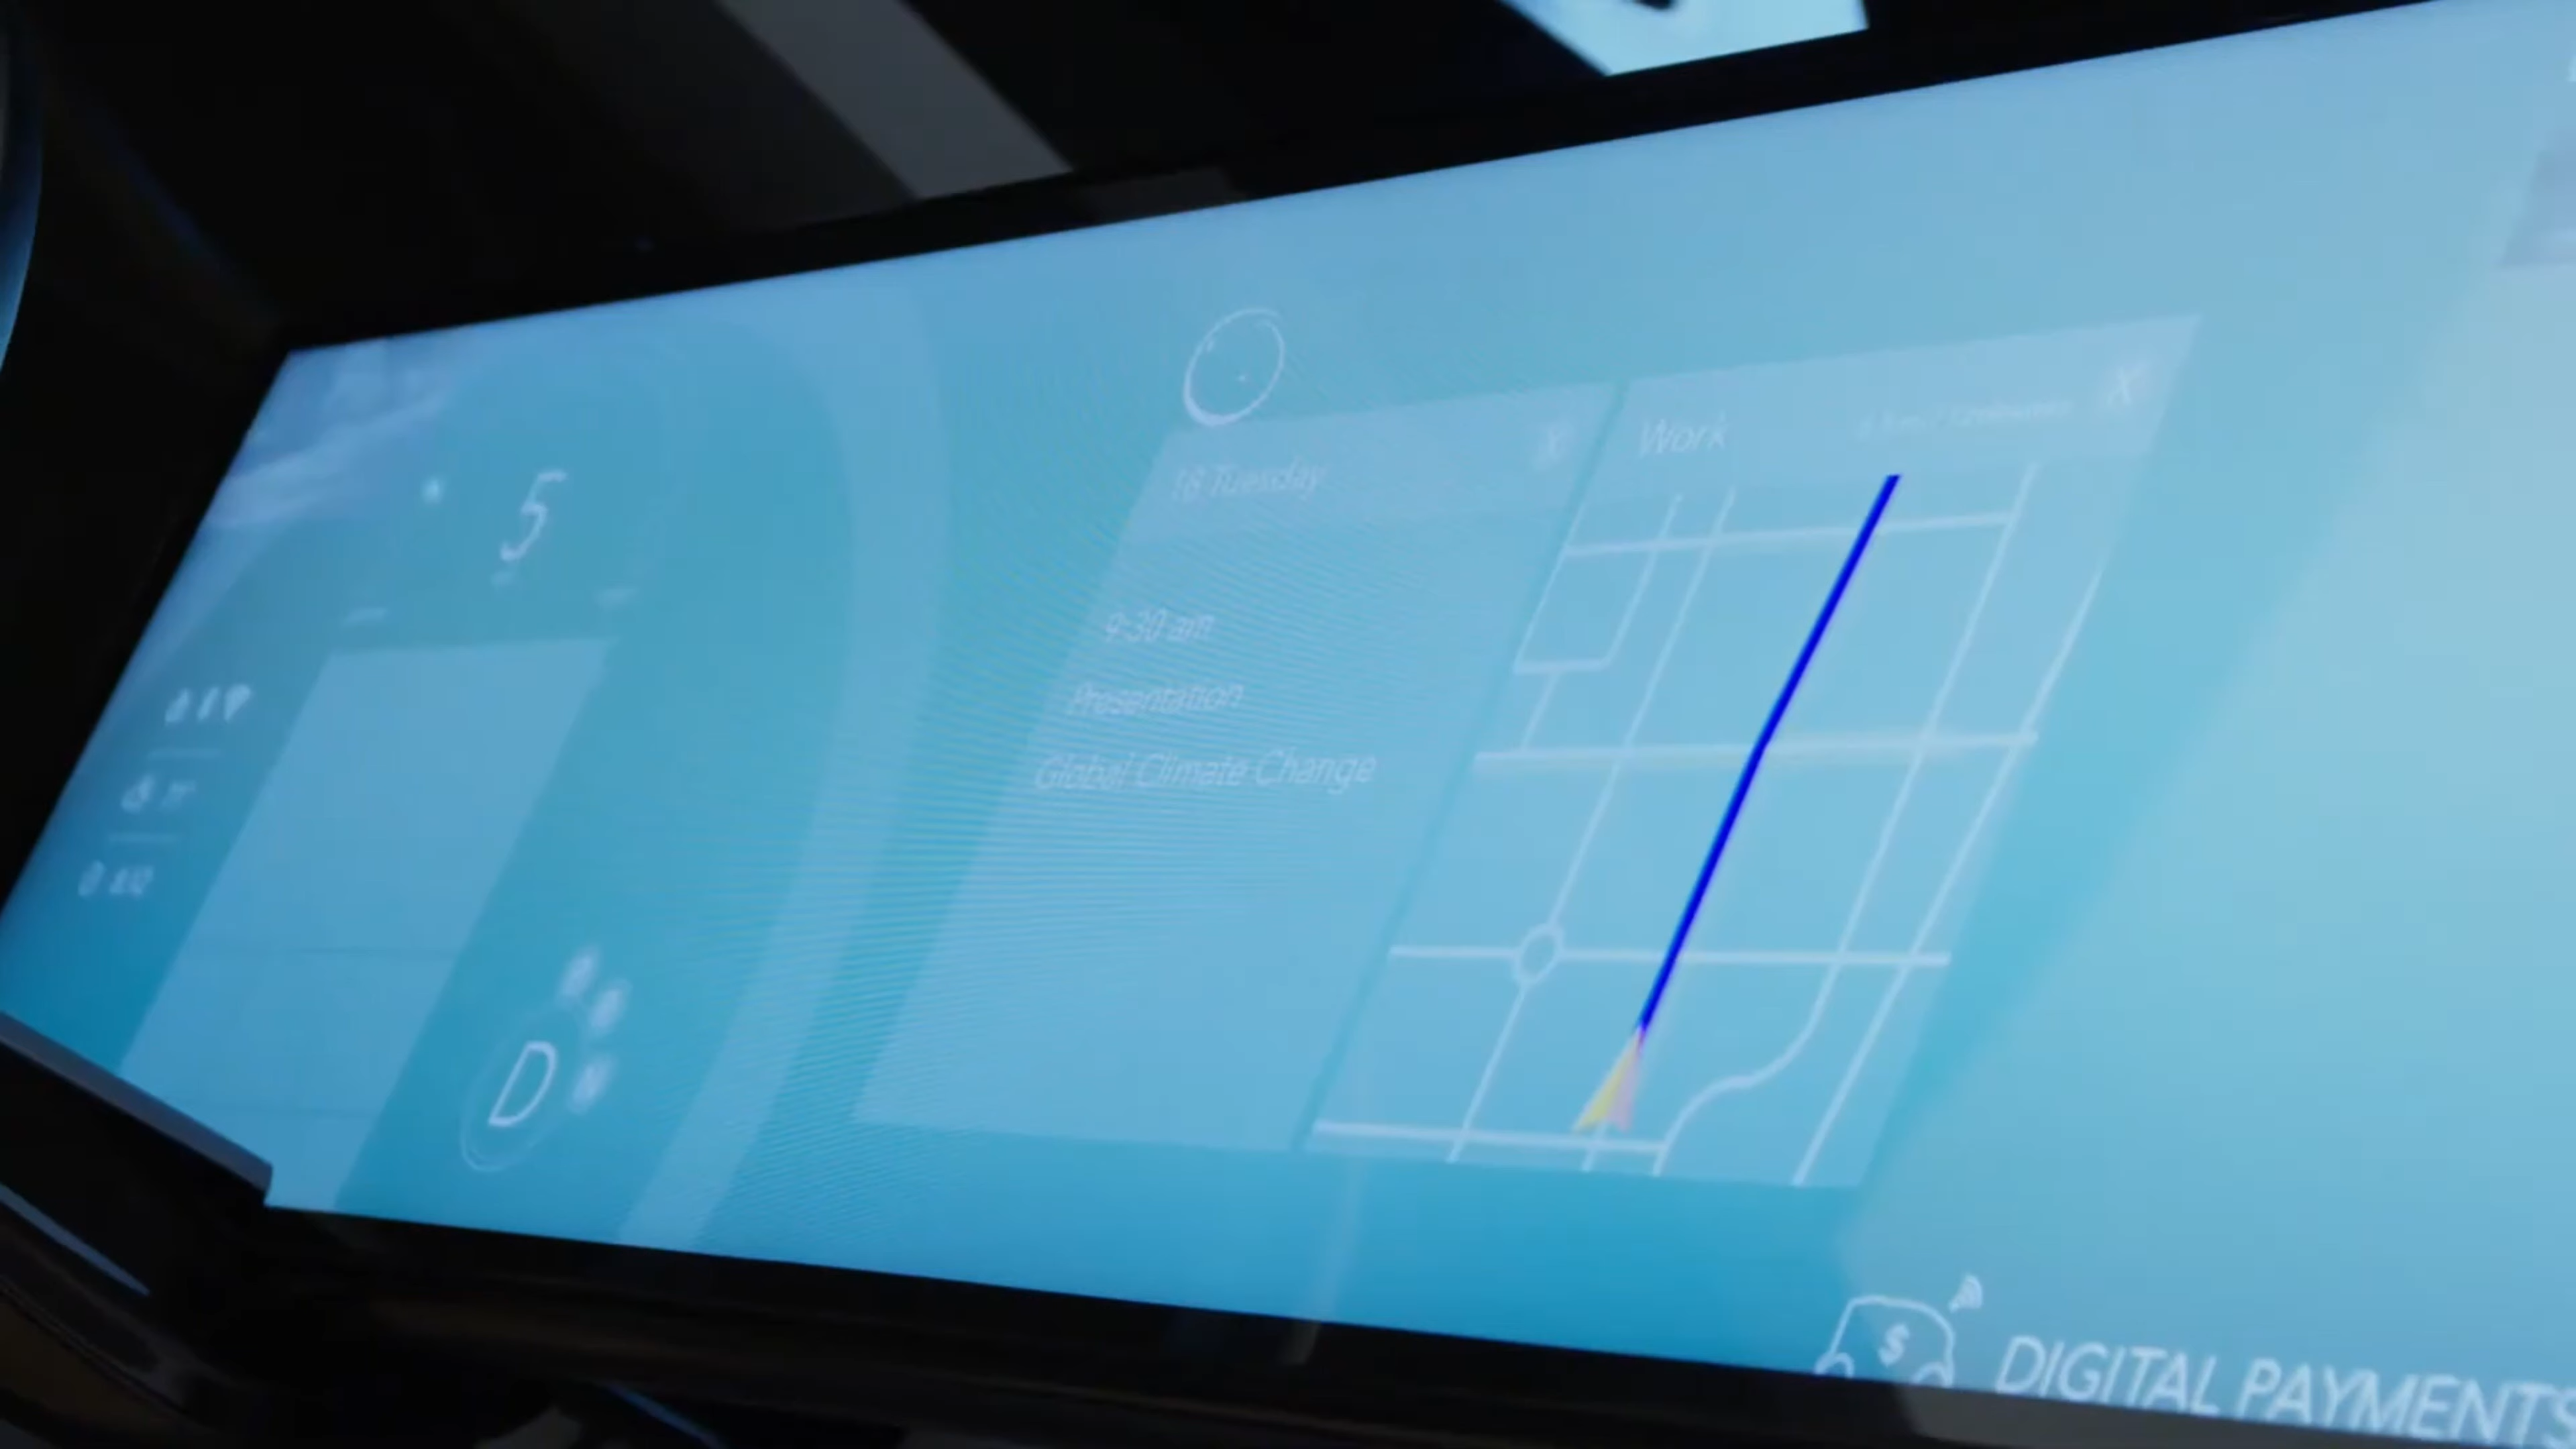 5
D
N
18 Tuesday
X
9:30 am
Presentation
Global Climate Change
Work
X
$
DIGITAL PAYMENTS